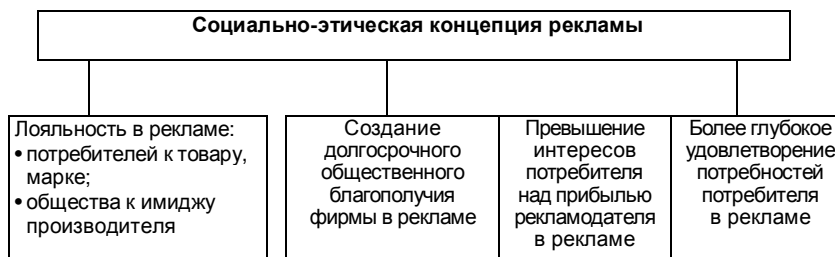 Социально-этическая концепция рекламы
Лояльность в рекламе:
• потребителей к товару,
марке;
• общества к имиджу
производителя
Создание
долгосрочного
общественного
благополучия
фирмы в рекламе
Превышение
интересов
потребителя
над прибылью
рекламодателя
в рекламе
Более глубокое
удовлетворение
потребностей
потребителя
в рекламе